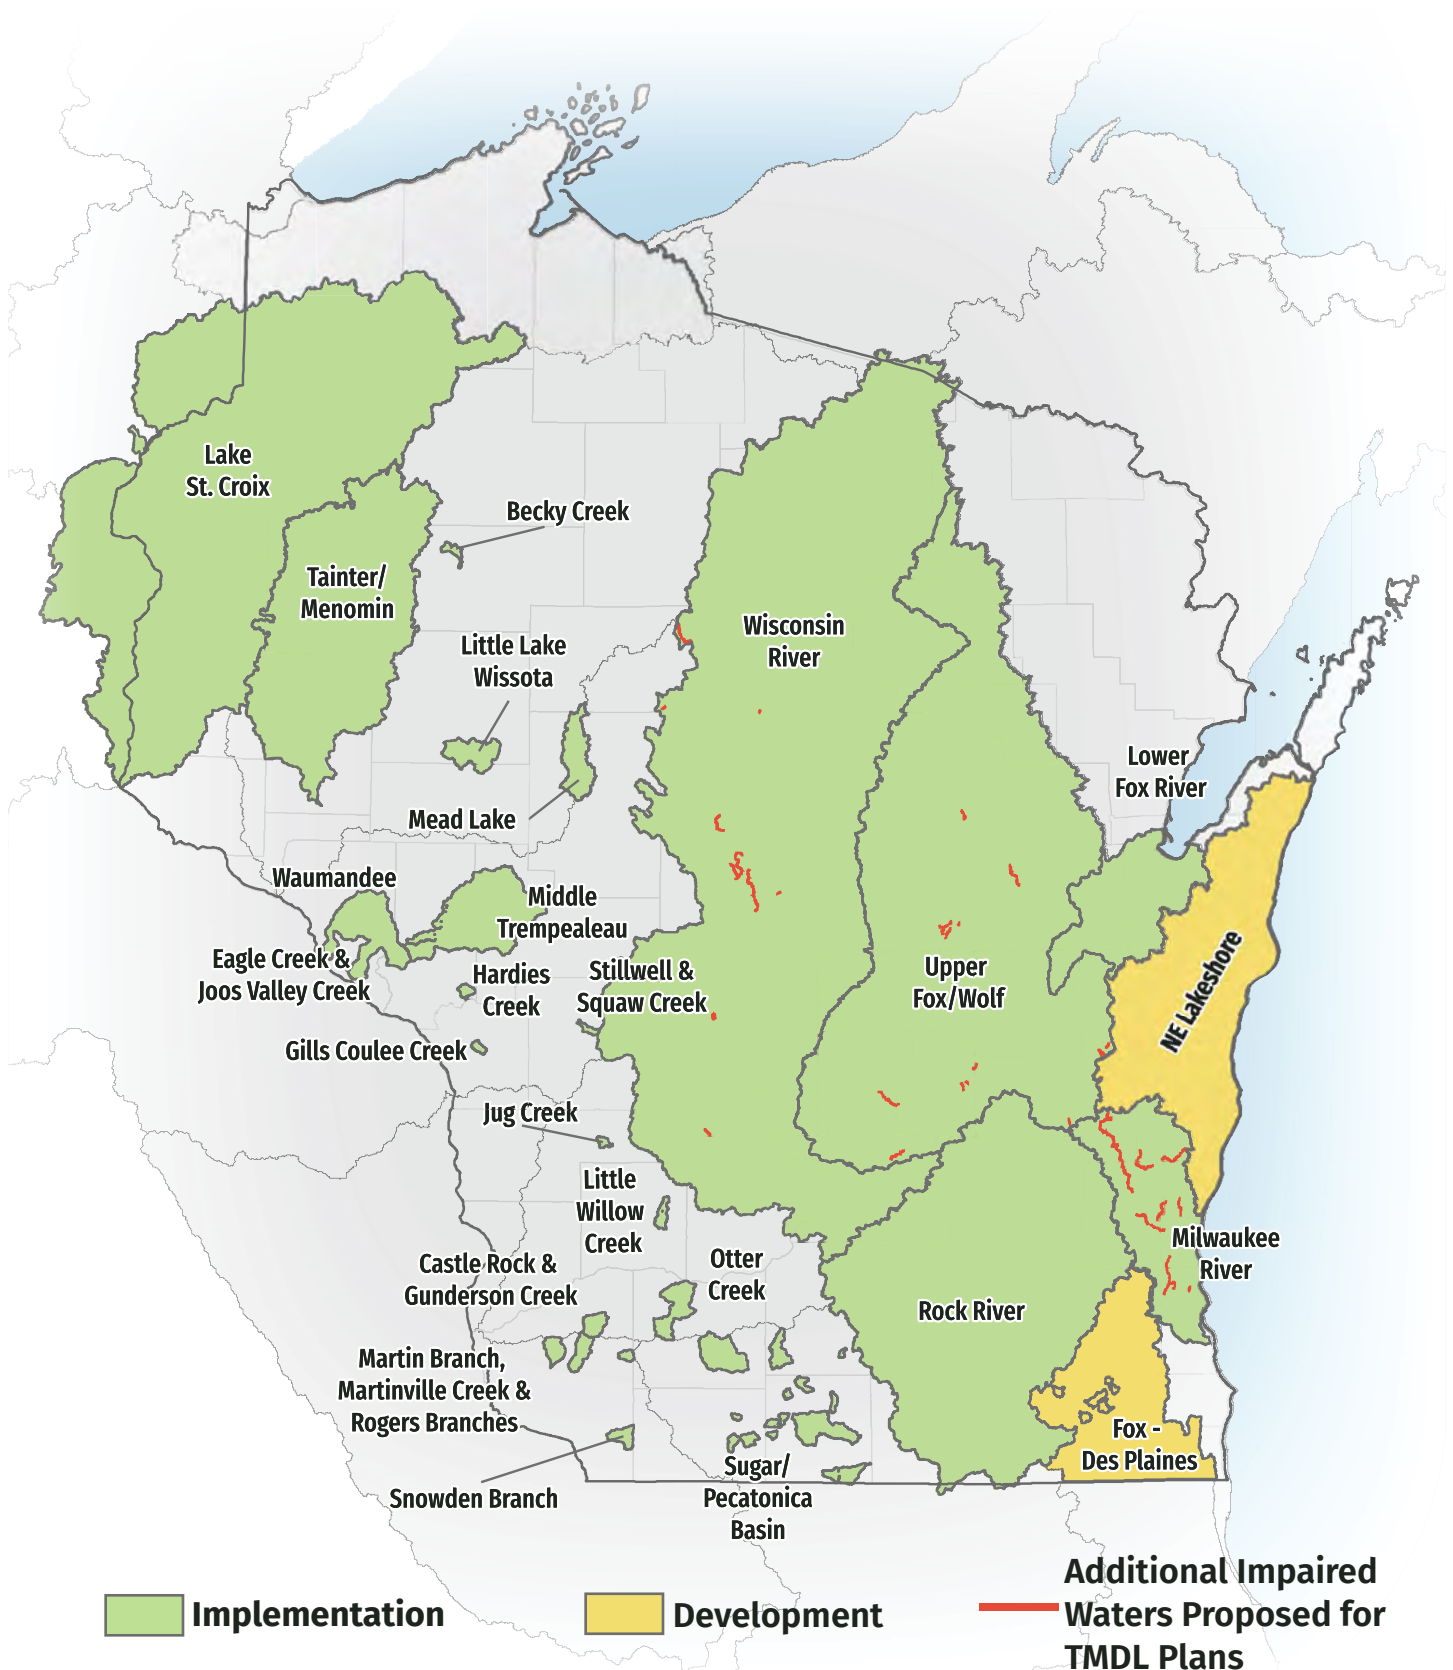 Lake
St. Croix
Becky Creek
Tainter/
Menomin
Wisconsin
River
Little Lake
Wissota
Lower
Fox River
Mead Lake
Waumandee
Middle
Trempealeau
Eagle Creek &
Joos Valley Creek
Hardies
Creek
Stillwell &
Squaw Creek
Upper
Fox/Wolf
NE Lakeshore
Gills Coulee Creek
Jug Creek
Little
Willow
Creek
Milwaukee
River
Castle Rock &
Gunderson Creek
Otter
Creek
Rock River
Martin Branch,
Martinville Creek &
Rogers Branches
Fox -
Des Plaines
Snowden Branch
Sugar/
Pecatonica
Basin
Implementation
Development
Additional Impaired
Waters Proposed for
TMDL Plans